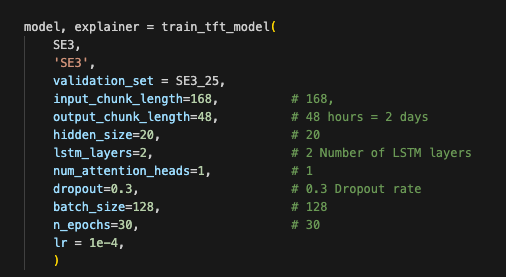 model, explainer = train_tft_model(
SE3,
'SE3',
validation_set = SE3_25,
input_chunk_length=168, # 168,
output_chunk_length=48, # 48 hours = 2 days
hidden_size=20, # 20
lstm_layers=2, # 2 Number of LSTM layers
num_attention_heads=1, # 1
dropout=0.3, # 0.3 Dropout rate
batch_size=128, # 128
n_epochs=30, # 30
lr = 1e-4,
)